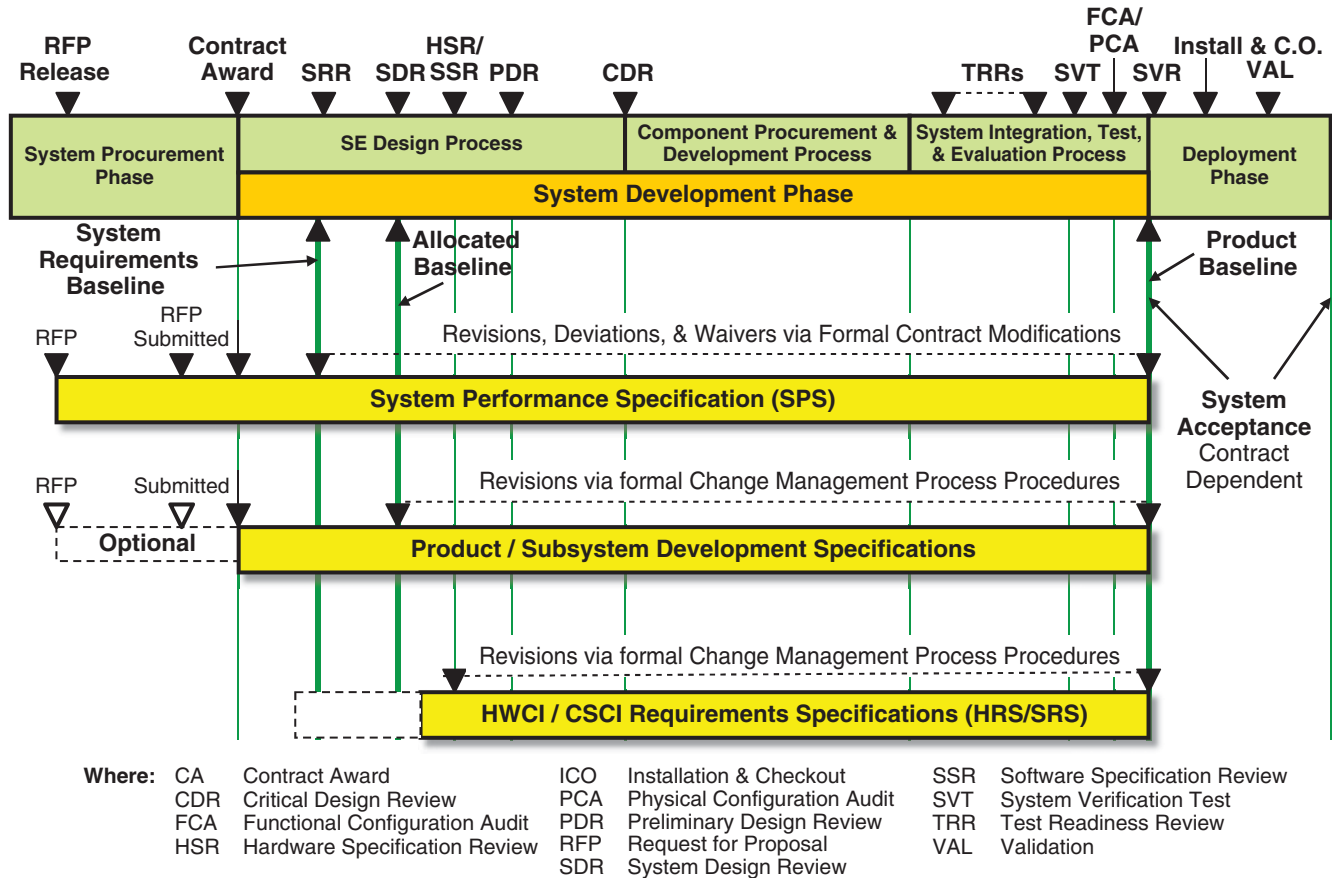 RFP
Release
Contract
Award
SRR
SDR
HSR/
SSR
PDR
CDR
TRRs
SVT
FCA/
PCA
SVR
Install & C.O.
VAL
System Procurement
Phase
SE Design Process
Component Procurement &
Development Process
System Integration, Test,
& Evaluation Process
Deployment
Phase
System Development Phase
System
Requirements
Baseline
Allocated
Baseline
Product
Baseline
RFP
RFP
Submitted
Revisions, Deviations, & Waivers via Formal Contract Modifications
System Performance Specification (SPS)
System
Acceptance
Contract
Dependent
RFP
Submitted
Revisions via formal Change Management Process Procedures
Optional
Product / Subsystem Development Specifications
Revisions via formal Change Management Process Procedures
HWCI / CSCI Requirements Specifications (HRS/SRS)
Where:
CA Contract Award
CDR Critical Design Review
FCA Functional Configuration Audit
HSR Hardware Specification Review
ICO Installation & Checkout
PCA Physical Configuration Audit
PDR Preliminary Design Review
RFP Request for Proposal
SDR System Design Review
SSR Software Specification Review
SVT System Verification Test
TRR Test Readiness Review
VAL Validation